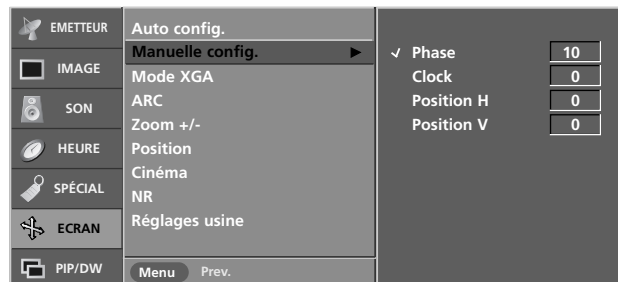 EMETTEUR
IMAGE
SON
HEURE
SPÉCIAL
ECRAN
PIP/DW
Auto config.
Manuelle config. ►
Mode XGA
ARC
Zoom +/-
Position
Cinéma
NR
Réglages usine
Menu Prev.
✓ Phase 10
Clock 0
Position H 0
Position V 0